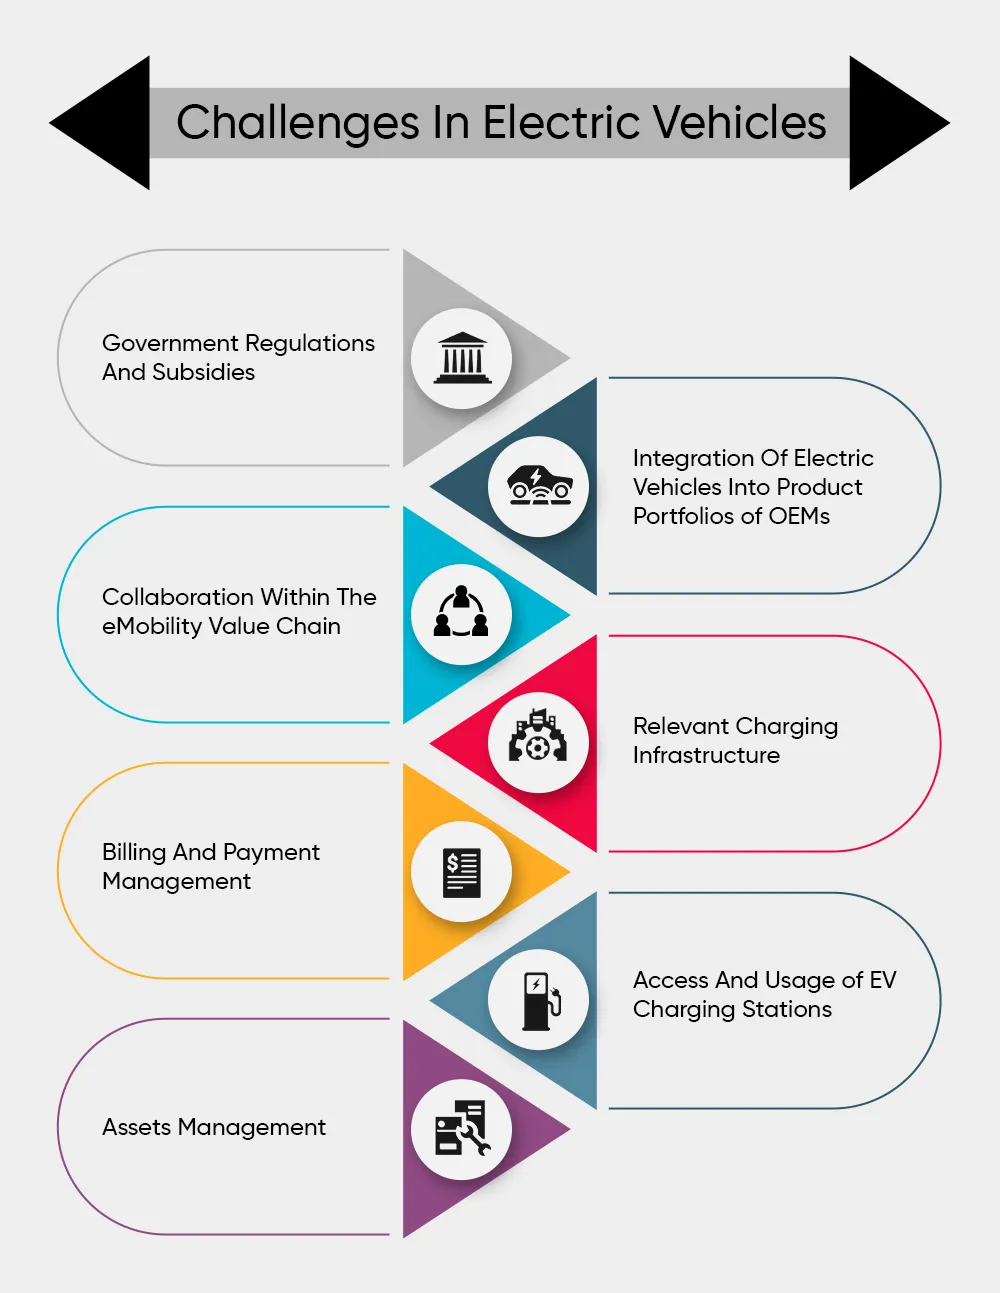 Challenges In Electric Vehicles
Government Regulations
And Subsidies
Integration Of Electric
Vehicles Into Product
Portfolios of OEMs
Collaboration Within The
eMobility Value Chain
Relevant Charging
Infrastructure
Billing And Payment
Management
$
Access And Usage of EV
Charging Stations
Assets Management